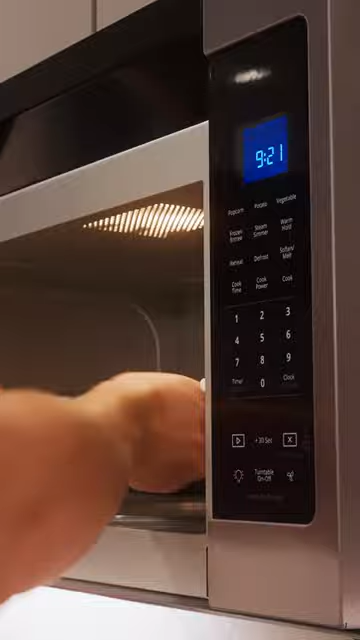 9:21
Popcorn Potato Vegetable
Frozen Entrée Steam Simmer Warm Hold
Reheat Defrost Soften/Melt
Cook Time Cook Power Cook
1 2 3
4 5 6
7 8 9
Timer 0 Clock
+30 Sec X
Turntable On-Off